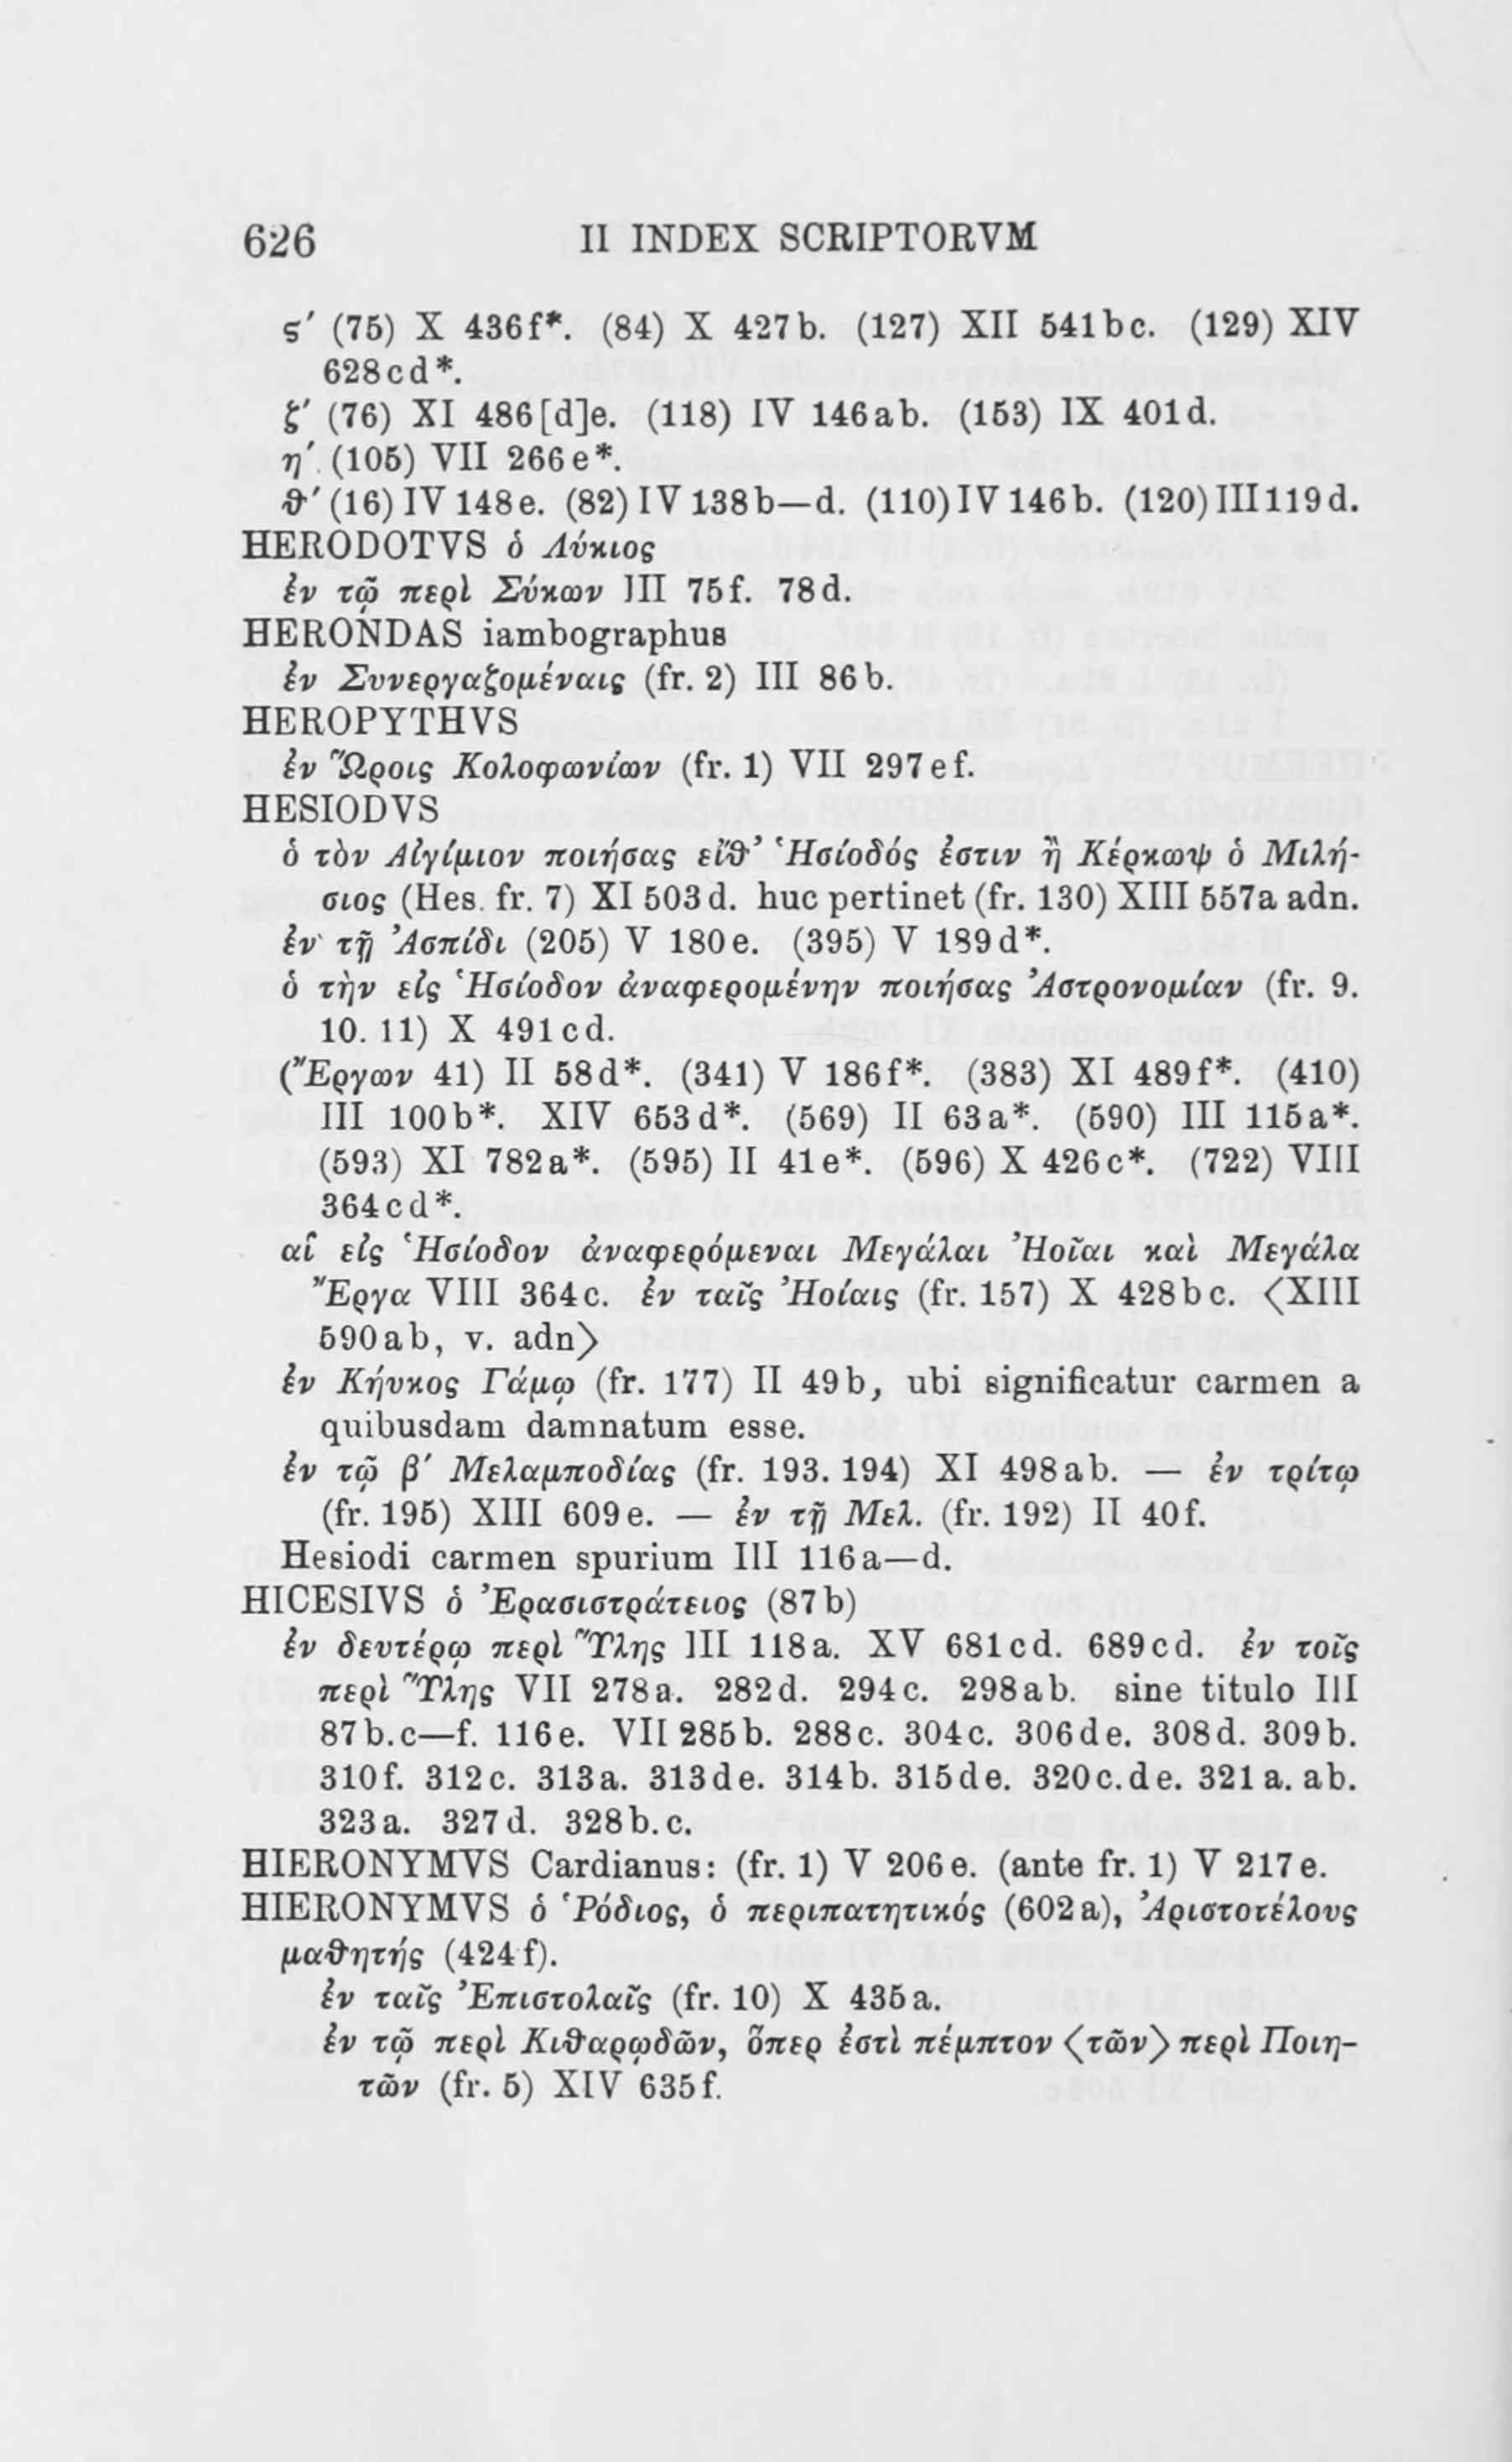 626 II INDEX SCRIPTORVM
ς′ (75) X 436f*. (84) X 427b. (127) XII 541bc. (129) XIV
628cd*.
ζ′ (76) XI 486[d]e. (118) IV 146ab. (153) IX 401d.
η′ (105) VII 266e*.
ϑ′ (16) IV 148e. (82) IV 138b—d. (110) IV 146b. (120) III 119d.
HERODOTVS ὁ Λύκιος
ἐν τῷ περὶ Σύκων III 75f. 78d.
HERONDAS iambographus
ἐν Συνεργαζομέναις (fr. 2) III 86b.
HEROPYTHVS
ἐν Ὥροις Κολοφωνίων (fr. 1) VII 297ef.
HESIODVS
ὁ τὸν Αἰγίμιον ποιήσας εἴϑ’ Ἡσίοδός ἐστιν ἢ Κέρκωψ ὁ Μιλή-
σιος (Hes. fr. 7) XI 503d. huc pertinet (fr. 130) XIII 557a adn.
ἐν τῇ Ἀσπίδι (205) V 180e. (395) V 189d*.
ὁ τὴν εἰς Ἡσίοδον ἀναφερομένην ποιήσας Ἀστρονομίαν (fr. 9.
10. 11) X 491cd.
(Ἔργων 41) II 58d*. (341) V 186f*. (383) XI 489f*. (410)
III 100b*. XIV 653d*. (569) II 63a*. (590) III 115a*.
(593) XI 782a*. (595) II 41e*. (596) X 426c*. (722) VIII
364cd*.
αἵ εἰς Ἡσίοδον ἀναφερόμεναι Μεγάλαι Ἠοῖαι καὶ Μεγάλα
Ἔργα VIII 364c. ἐν ταῖς Ἠοίαις (fr. 157) X 428bc. 〈XIII
590ab, v. adn〉
ἐν Κήυκος Γάμῳ (fr. 177) II 49b, ubi significatur carmen a
quibusdam damnatum esse.
ἐν τῷ β′ Μελαμποδίας (fr. 193. 194) XI 498ab. — ἐν τρίτῳ
(fr. 195) XIII 609e. — ἐν τῇ Μελ. (fr. 192) II 40f.
Hesiodi carmen spurium III 116a—d.
HICESIVS ὁ Ἐρασιστράτειος (87b)
ἐν δευτέρῳ περὶ Ὕλης III 118a. XV 681cd. 689cd. ἐν τοῖς
περὶ Ὕλης VII 278a. 282d. 294c. 298ab. sine titulo III
87b.c—f. 116e. VII 285b. 288c. 304c. 306de. 308d. 309b.
310f. 312c. 313a. 313de. 314b. 315de. 320c.de. 321a.ab.
323a. 327d. 328b.c.
HIERONYMVS Cardianus: (fr. 1) V 206e. (ante fr. 1) V 217e.
HIERONYMVS ὁ Ῥόδιος, ὁ περιπατητικός (602a), Ἀριστοτέλους
μαϑητής (424f).
ἐν ταῖς Ἐπιστολαῖς (fr. 10) X 435a.
ἐν τῷ περὶ Κιϑαρῳδῶν, ὅπερ ἐστὶ πέμπτον 〈τῶν〉 περὶ Ποιη-
τῶν (fr. 5) XIV 635f.